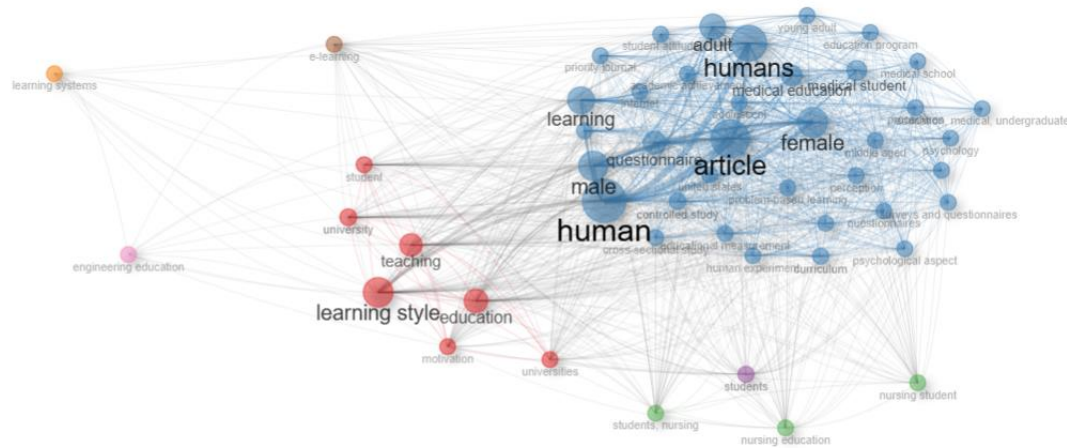 young adult
adult
student attitude
education program
e-learning
humans
priority journal
medical school
learning systems
academic achievement
medical education
medical student
internet
learning
education, medical, undergraduate
female
psychology
middle aged
questionnaire
article
student
perception
united states
male
problem-based learning
controlled study
surveys and questionnaires
university
questionnaires
human
cross-sectional study
educational measurement
teaching
psychological aspect
engineering education
human experiment
curriculum
learning style
education
motivation
universities
students
nursing student
students, nursing
nursing education